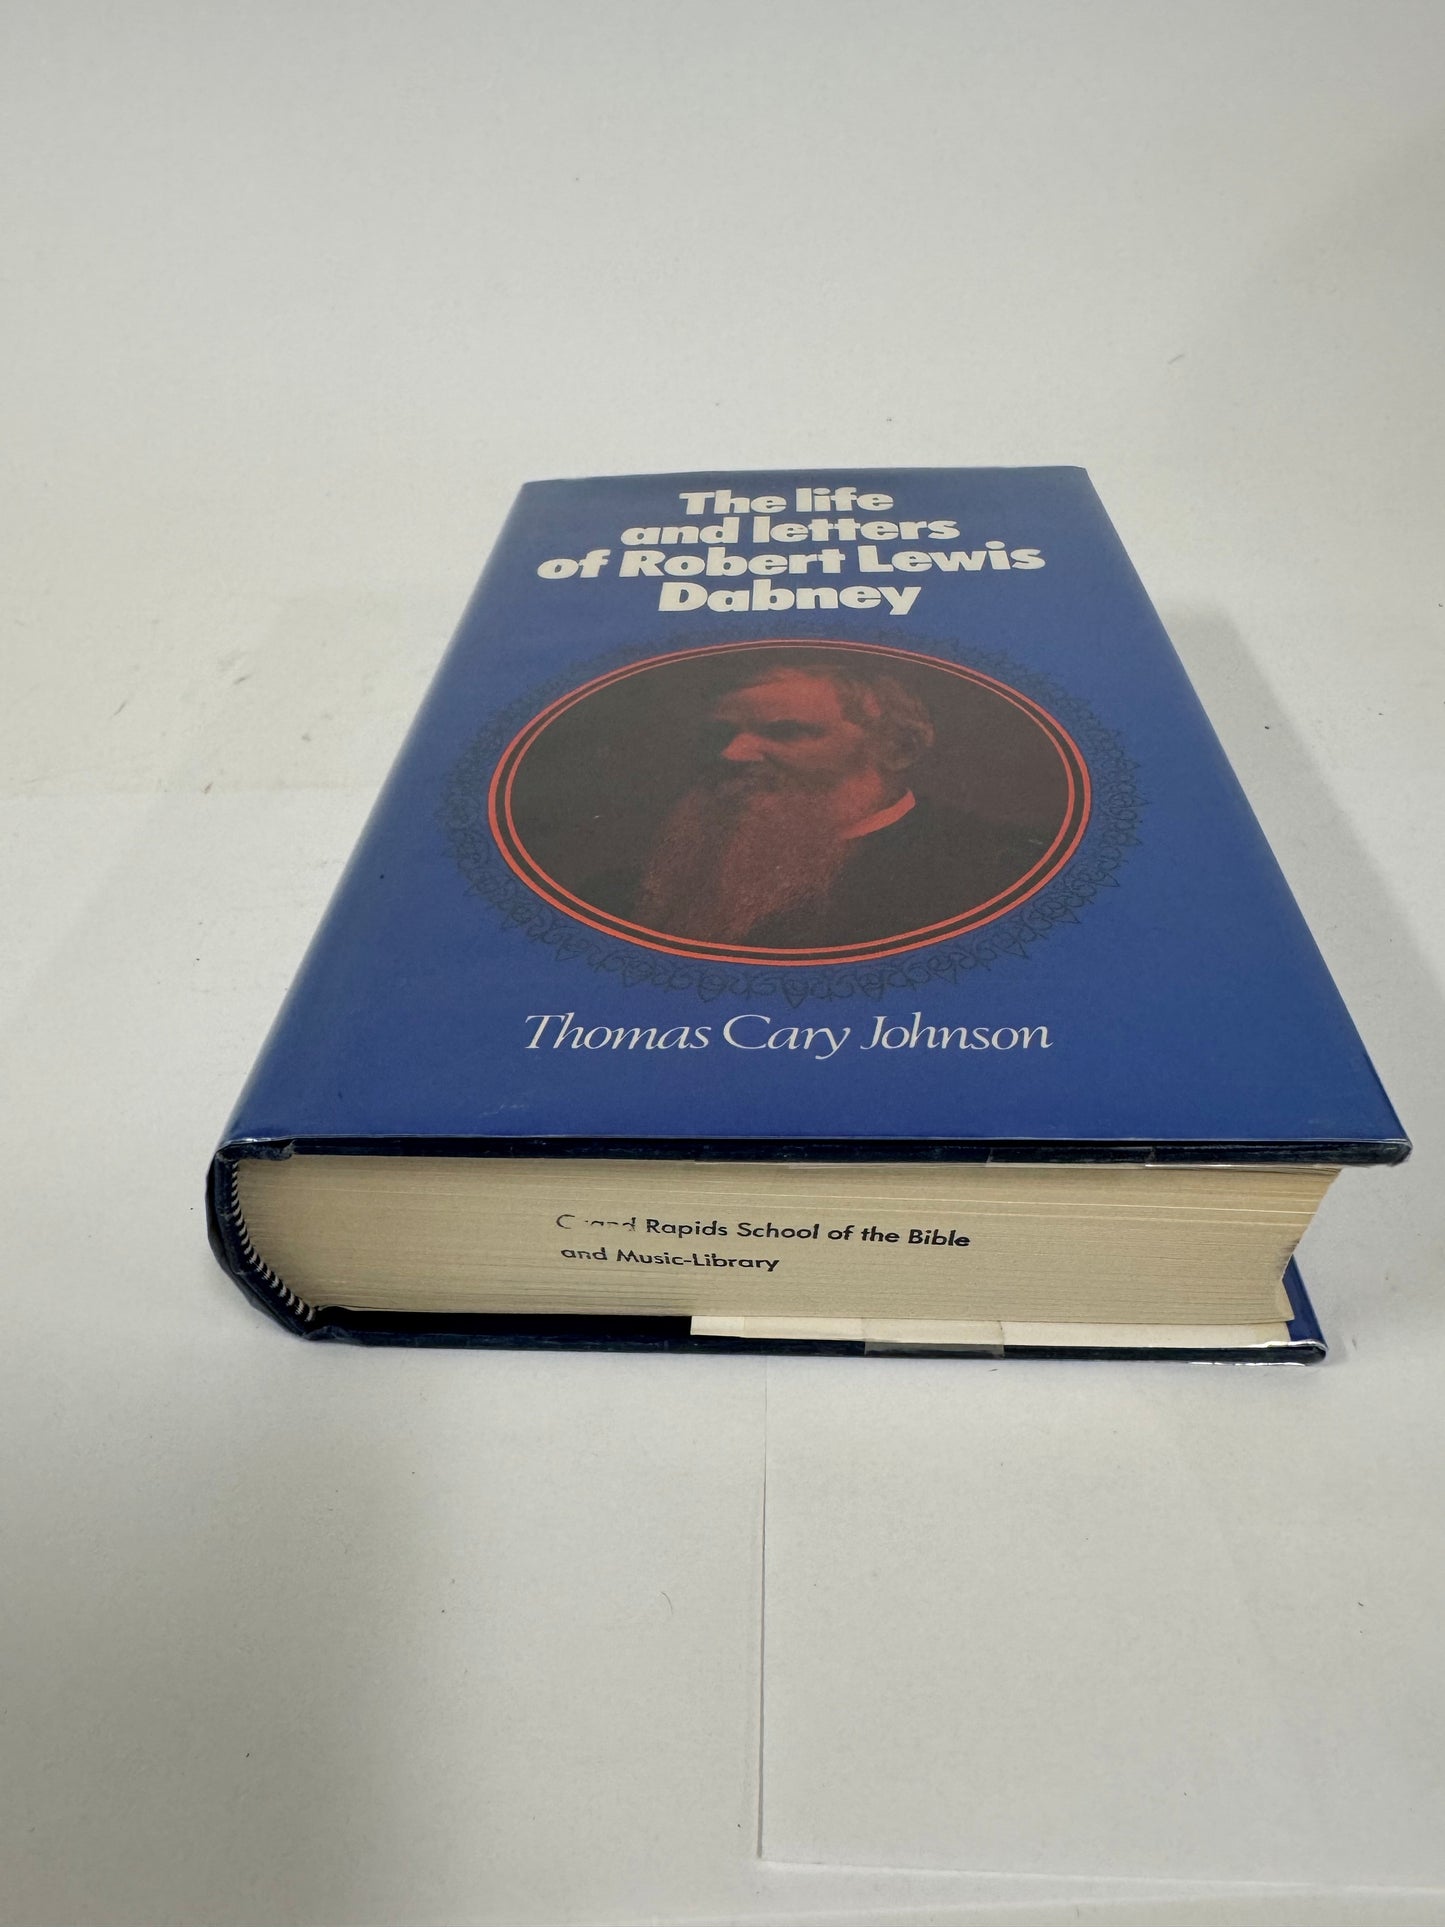 The life
and letters
of Robert Lewis
Dabney
Thomas Cary Johnson
Grand Rapids School of the Bible
and Music-Library